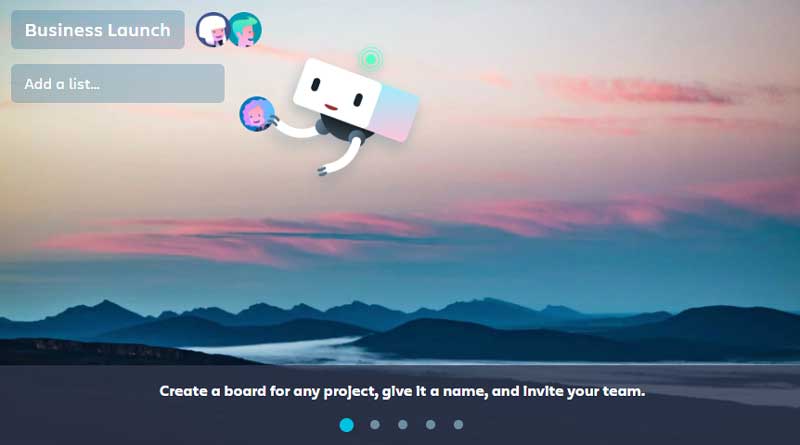 Business Launch
Add a list...
Create a board for any project, give it a name, and invite your team.